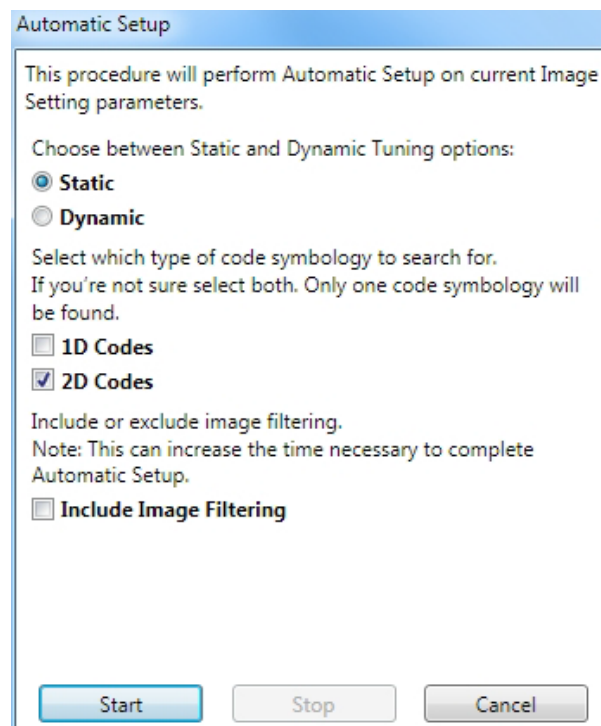 Automatic Setup
This procedure will perform Automatic Setup on current Image
Setting parameters.
Choose between Static and Dynamic Tuning options:
Static
Dynamic
Select which type of code symbology to search for.
If you're not sure select both. Only one code symbology will
be found.
1D Codes
2D Codes
Include or exclude image filtering.
Note: This can increase the time necessary to complete
Automatic Setup.
Include Image Filtering
Start Stop Cancel